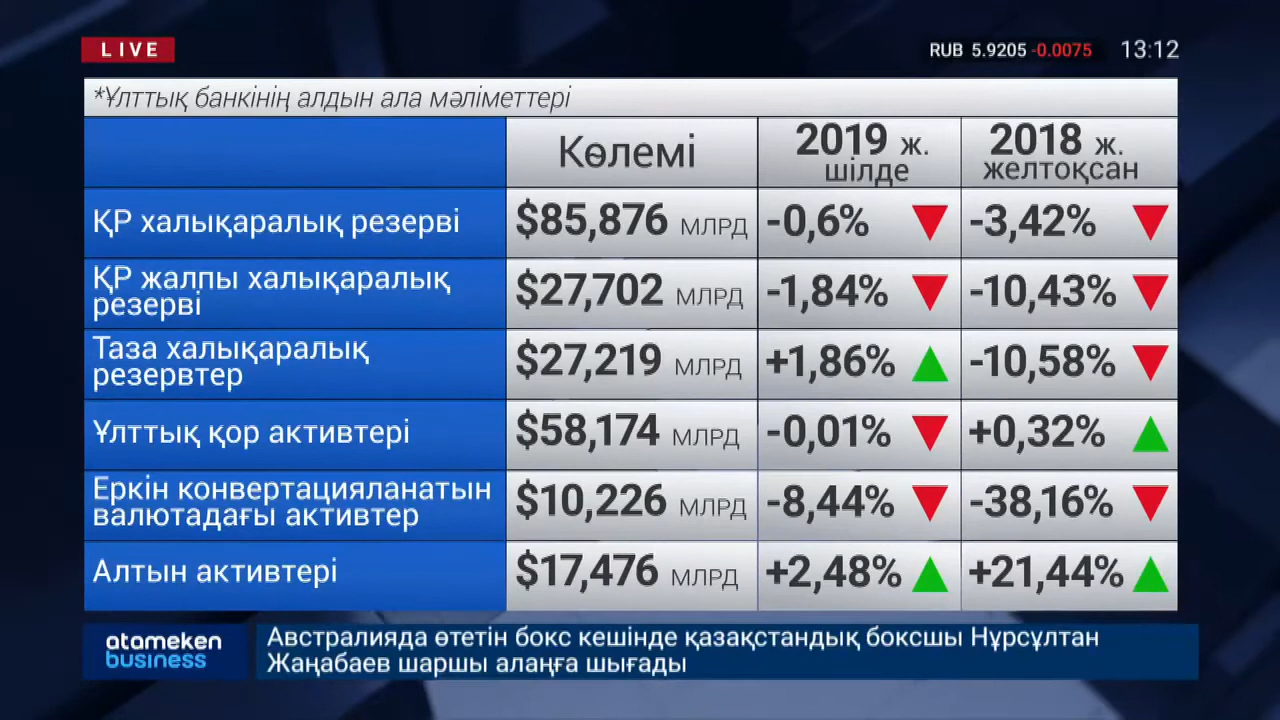 LIVE
RUB 5.9205 -0.0075 13:12
*Ұлттық банкінің алдын ала мәліметтері
Көлемі
2019 ж.
шілде
2018 ж.
желтоқсан
ҚР халықаралық резерві
$85,876 МЛРД
-0,6%
-3,42%
ҚР жалпы халықаралық
резерві
$27,702 МЛРД
-1,84%
-10,43%
Таза халықаралық
резервтер
$27,219 МЛРД
+1,86%
-10,58%
Ұлттық қор активтері
$58,174 МЛРД
-0,01%
+0,32%
Еркін конвертацияланатын
валютадағы активтер
$10,226 МЛРД
-8,44%
-38,16%
Алтын активтері
$17,476 МЛРД
+2,48%
+21,44%
atameken
business
Австралияда өтетін бокс кешінде қазақстандық боксшы Нұрсұлтан
Жаңабаев шаршы алаңға шығады